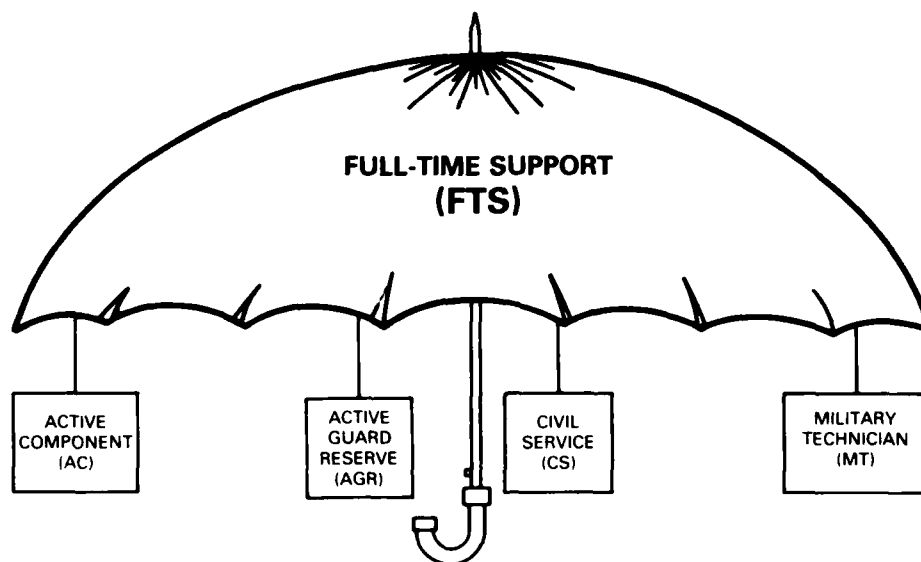 FULL-TIME SUPPORT
(FTS)
ACTIVE
COMPONENT
(AC)
ACTIVE
GUARD
RESERVE
(AGR)
CIVIL
SERVICE
(CS)
MILITARY
TECHNICIAN
(MT)